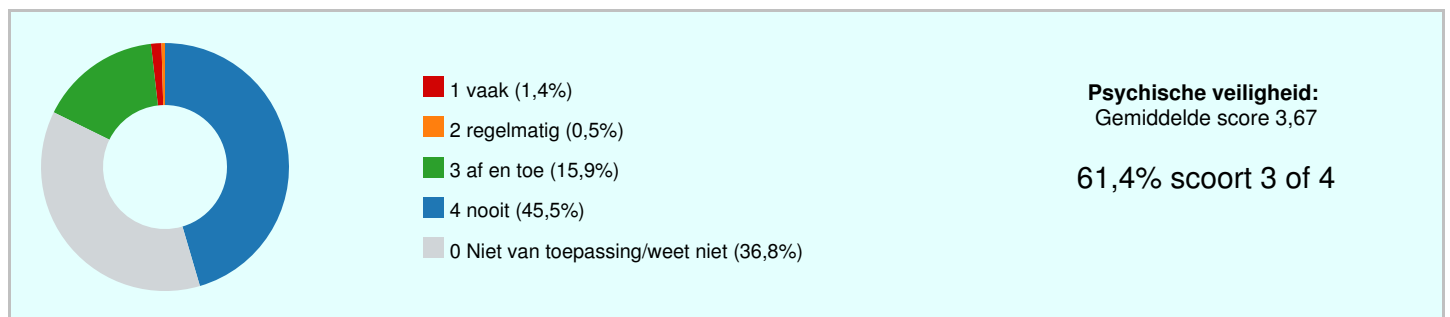 1 vaak (1,4%)
2 regelmatig (0,5%)
3 af en toe (15,9%)
4 nooit (45,5%)
0 Niet van toepassing/weet niet (36,8%)
Psychische veiligheid:
Gemiddelde score 3,67
61,4% scoort 3 of 4